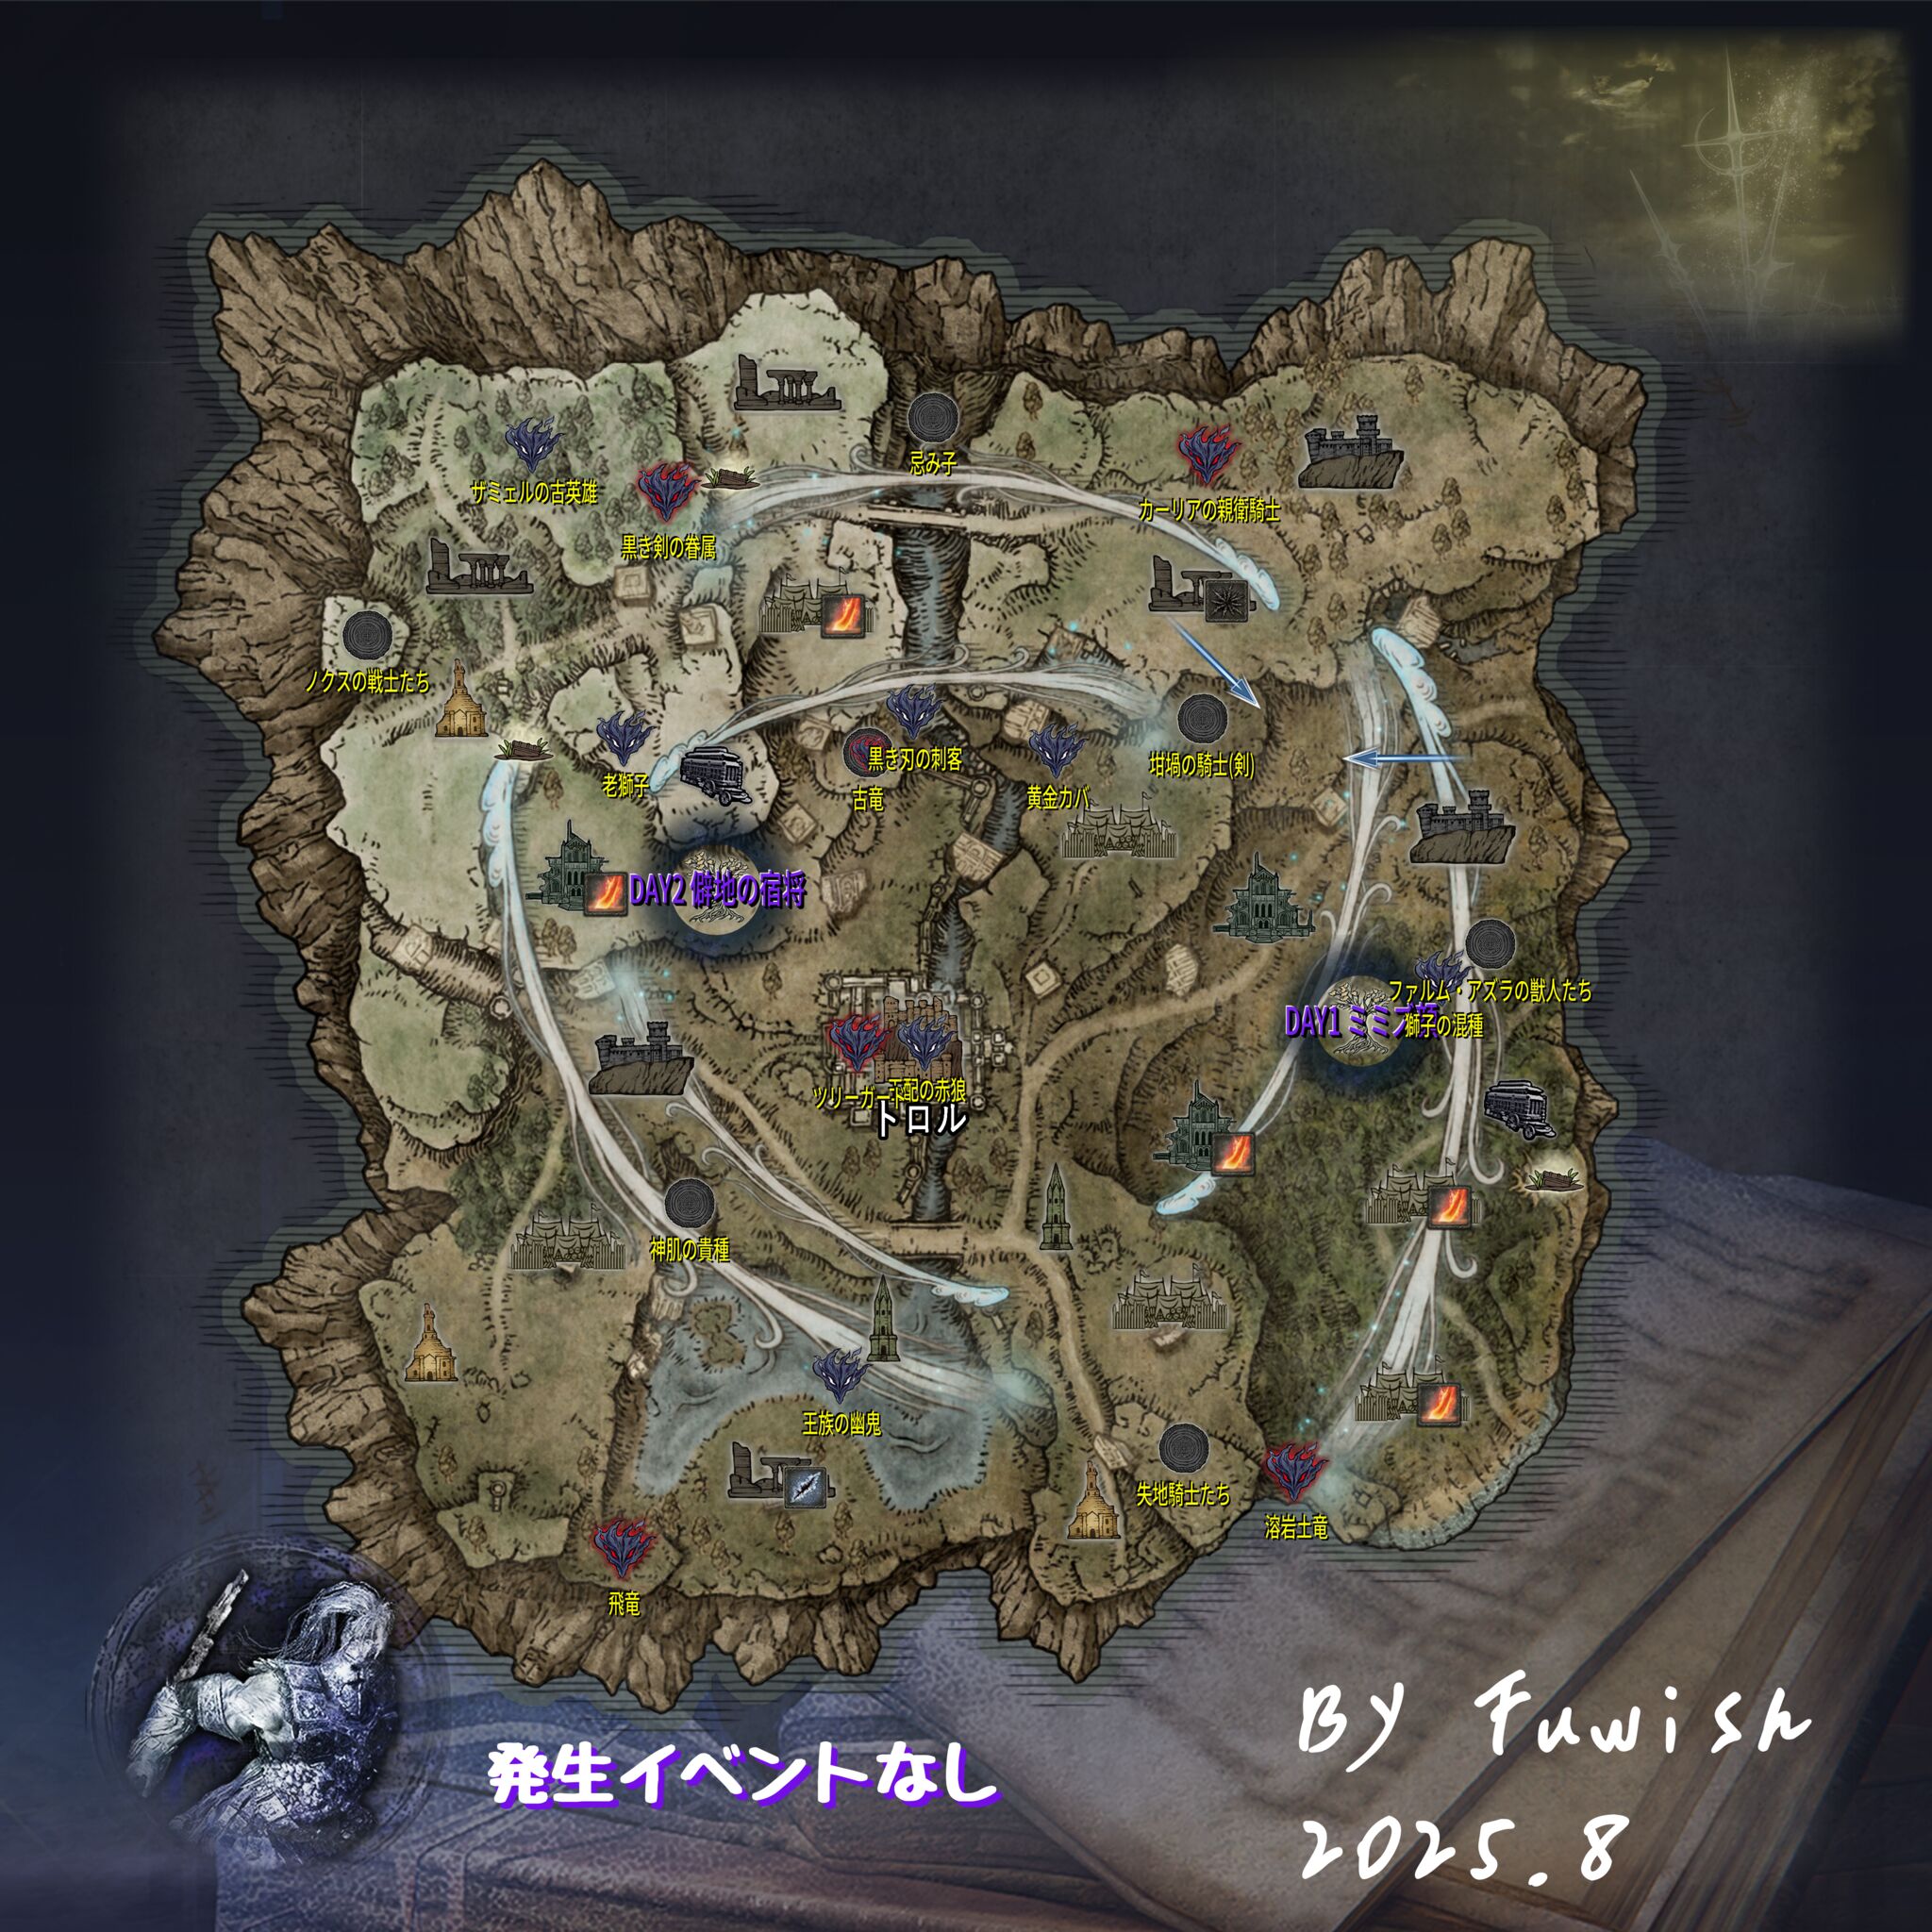 忌み子
ザミェルの古英雄
カーリアの親衛騎士
黒き剣の眷属
ノクスの戦士たち
老獅子
黒き刃の刺客
坩堝の騎士(剣)
古竜
黄金カバ
DAY2 僻地の宿将
ファルム・アズラの獣人たち
DAY1 ミミズ
獅子の混種
ツリーガード
王配の赤狼
トロル
神肌の貴種
王族の幽鬼
失地騎士たち
溶岩土竜
飛竜
BY Fuwish
発生イベントなし
2025.8